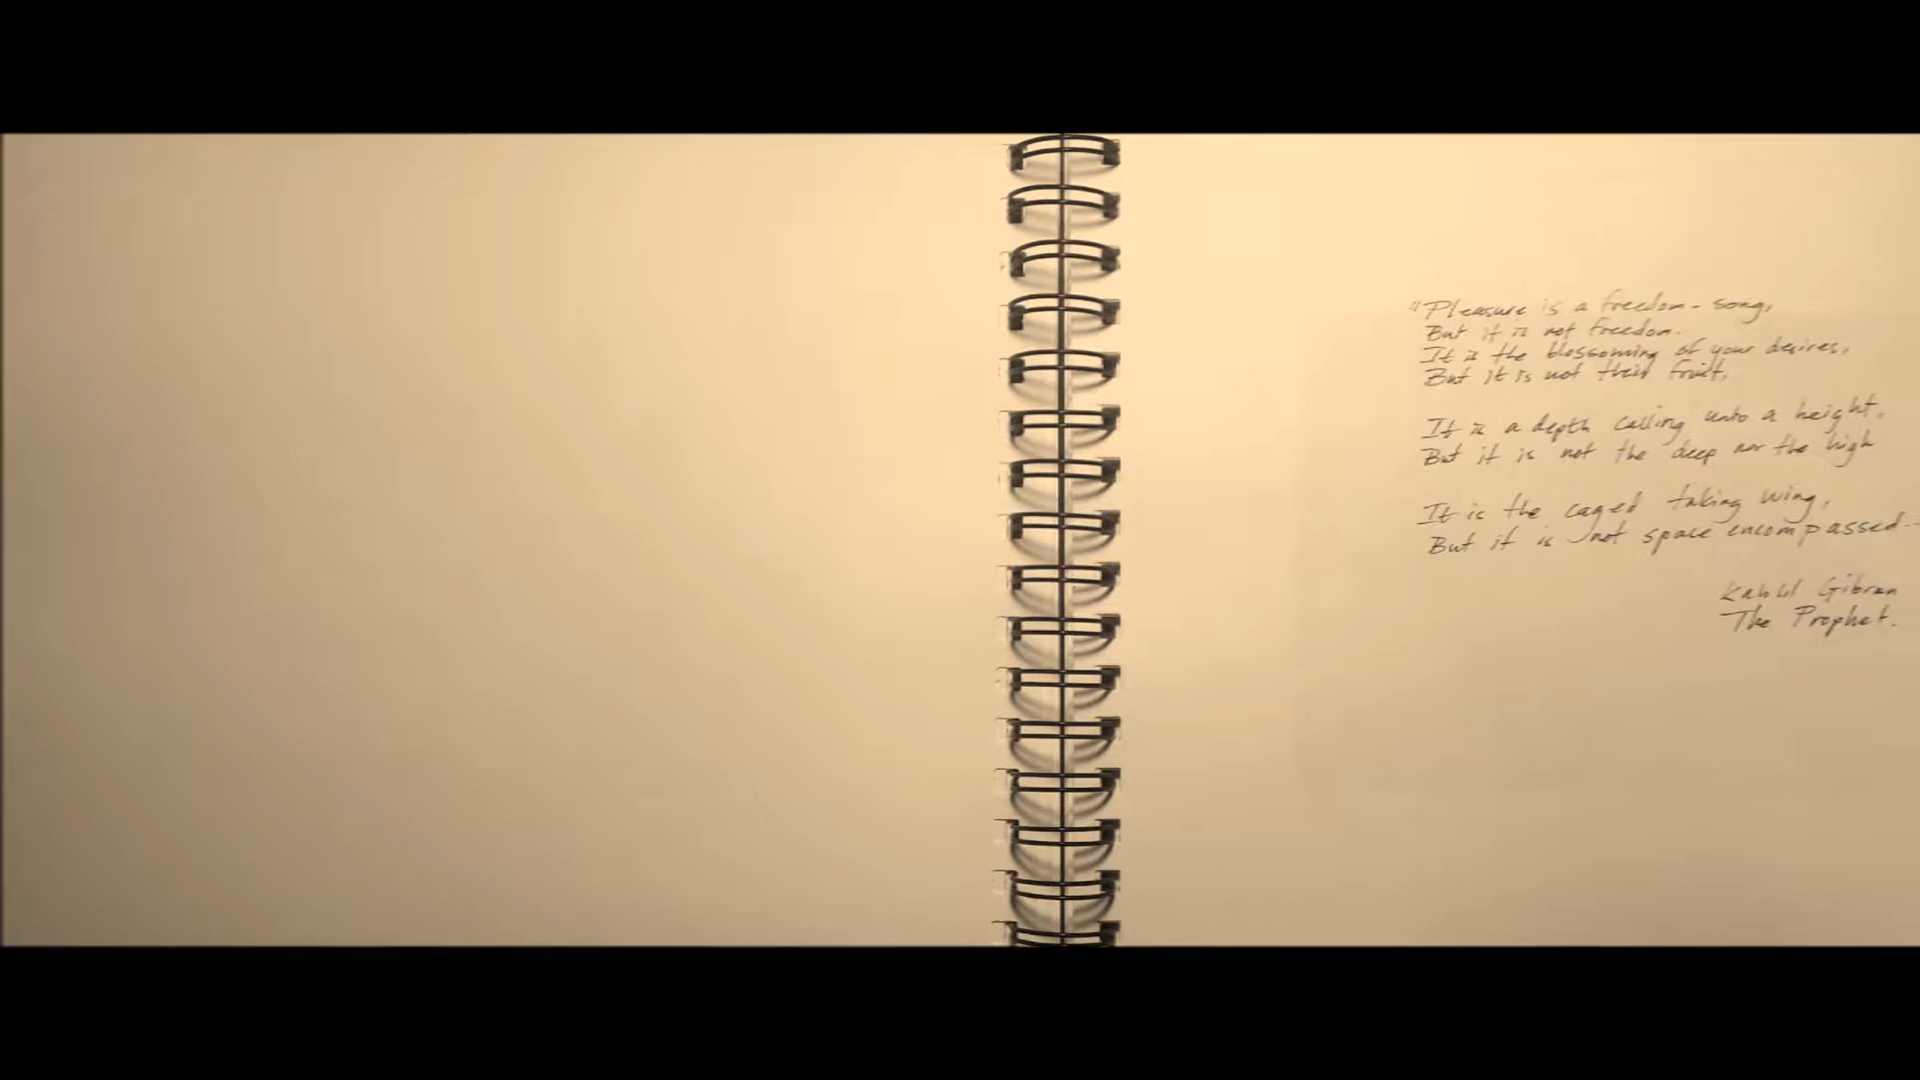 "Pleasure is a freedom-song,
But it is not freedom.
It is the blossoming of your desires,
But it is not their fruit,
It is a depth calling unto a height,
But it is not the deep nor the high
It is the caged taking wing,
But it is not space encompassed--
Kahlil Gibran
The Prophet.